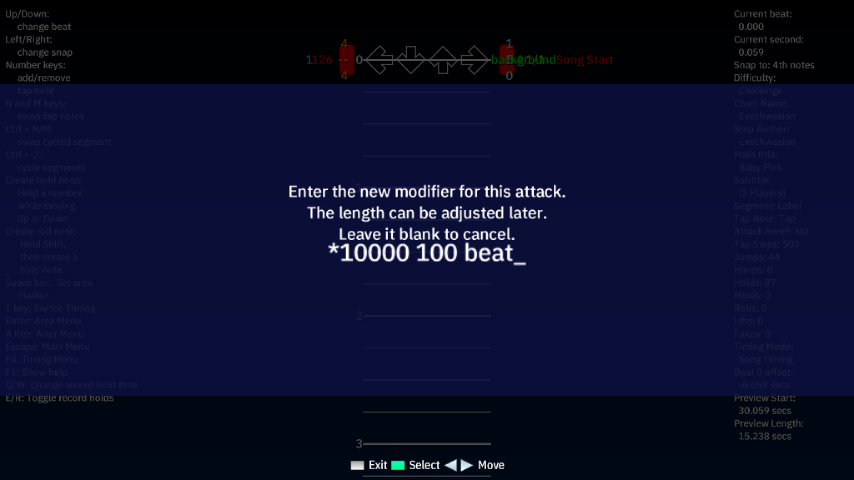 Up/Down:
change beat
Left/Right:
change snap
Number keys:
add/remove
tap note
N and M keys:
swap tap notes
Ctrl + N/M:
swap cycled segment
cycle segments
Create hold note:
Hold a number
while moving
Up or Down
Create roll note:
Hold Shift,
then create a
hold note.
Space bar: Set area
marker
T key: Switch Timing
Enter: Area Menu
A Key: Alter Menu
Escape: Main Menu
F4: Timing Menu
F1: Show help
Q/W: Change record hold time
E/R: Toggle record holds
4
1126 --
4
0
1
0
Song Start
Enter the new modifier for this attack.
The length can be adjusted later.
Leave it blank to cancel.
*10000 100 beat_
2
3
Exit Select Move
Current beat:
0.000
Current second:
0.059
Snap to: 4th notes
Difficulty:
Challenge
Chart Name:
Exschwasion
Step Author:
Exschwasion
Main title:
Baby Pink
Subtitle:
[2 Players]
Segment: Label
Tap Note: Tap
Attack here?: NO
Tap Steps: 503
Jumps: 44
Hands: 0
Holds: 87
Mines: 9
Rolls: 0
Lifts: 6
Fakes: 0
Timing Mode:
Song Timing
Beat 0 offset:
-0.059 secs
Preview Start:
30.059 secs
Preview Length:
15.238 secs